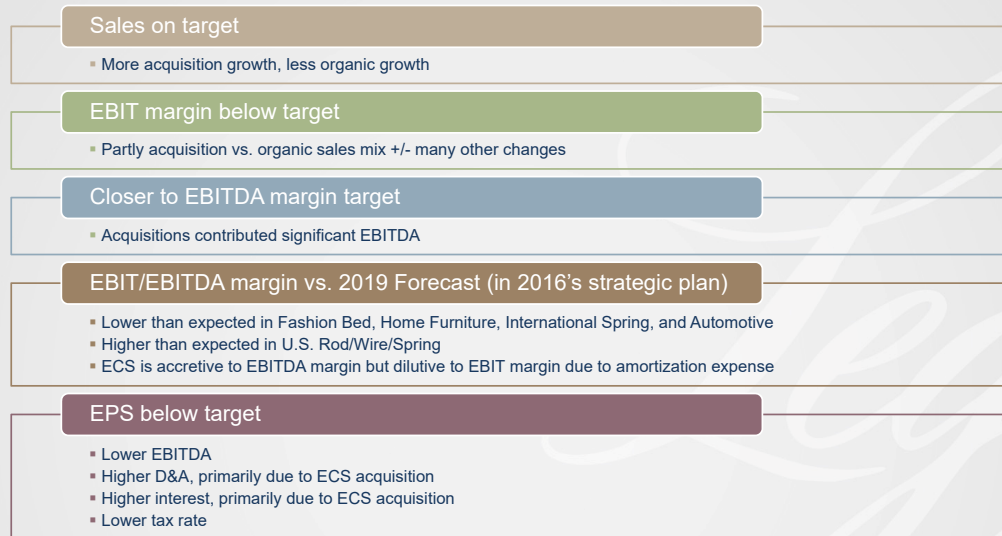 Sales on target
▪ More acquisition growth, less organic growth
EBIT margin below target
▪ Partly acquisition vs. organic sales mix +/- many other changes
Closer to EBITDA margin target
▪ Acquisitions contributed significant EBITDA
EBIT/EBITDA margin vs. 2019 Forecast (in 2016’s strategic plan)
▪ Lower than expected in Fashion Bed, Home Furniture, International Spring, and Automotive
▪ Higher than expected in U.S. Rod/Wire/Spring
▪ ECS is accretive to EBITDA margin but dilutive to EBIT margin due to amortization expense
EPS below target
▪ Lower EBITDA
▪ Higher D&A, primarily due to ECS acquisition
▪ Higher interest, primarily due to ECS acquisition
▪ Lower tax rate